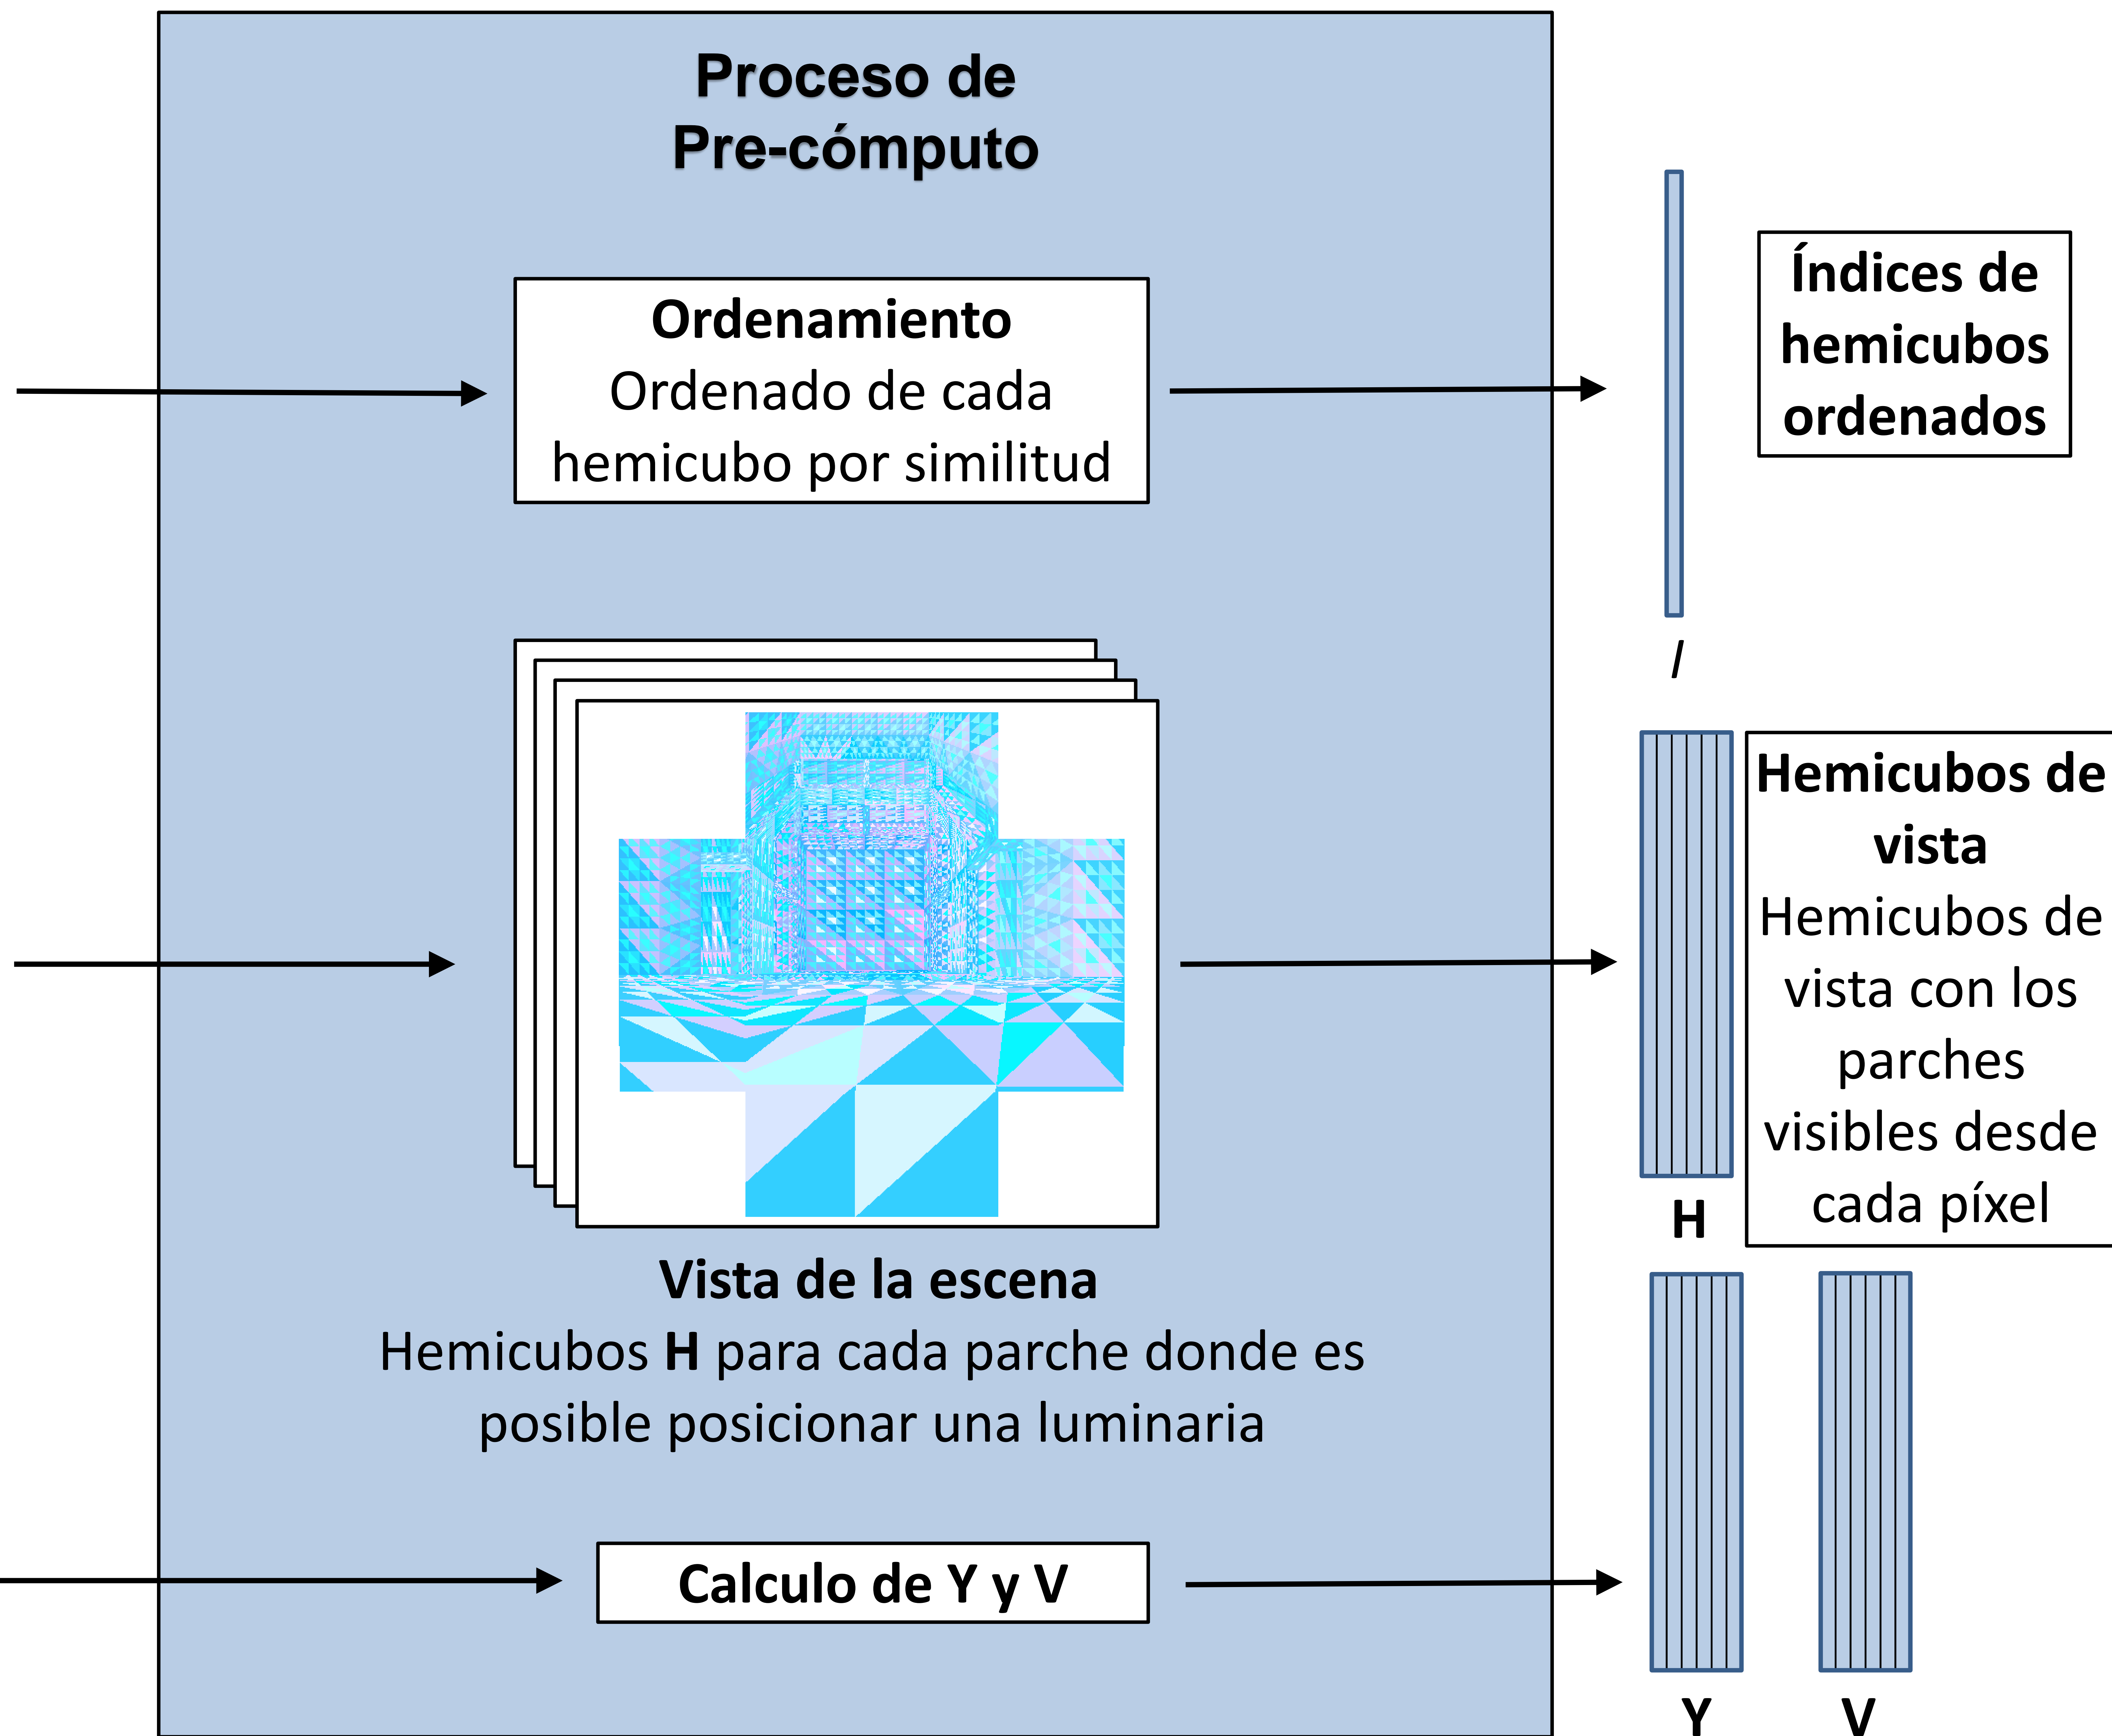 Proceso de
Pre-cómputo
Ordenamiento
Ordenado de cada
hemicubo por similitud
Índices de
hemicubos
ordenados
I
Hemicubos de
vista
Hemicubos de
vista con los
parches
visibles desde
cada píxel
H
Vista de la escena
Hemicubos H para cada parche donde es
posible posicionar una luminaria
Calculo de Y y V
Y V